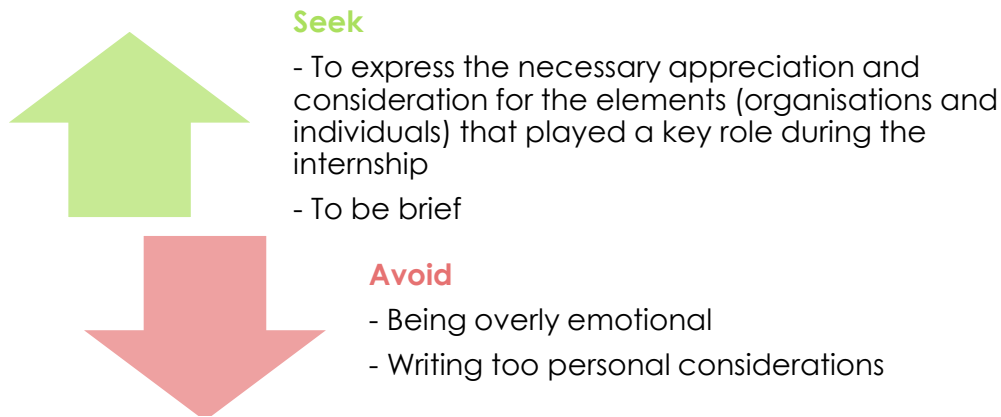 Seek
- To express the necessary appreciation and
consideration for the elements (organisations and
individuals) that played a key role during the
internship
- To be brief
Avoid
- Being overly emotional
- Writing too personal considerations